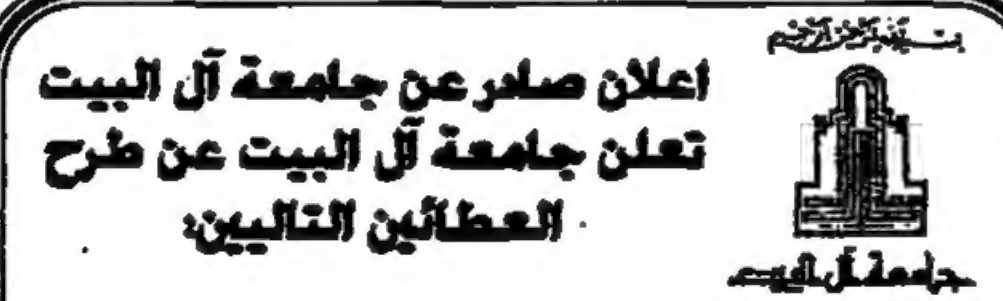 بسم الله الرحمن الرحيم
جامعة آل البيت
اعلان صادر عن جامعة آل البيت
تعلن جامعة آل البيت عن طرح
العطائين التاليين: